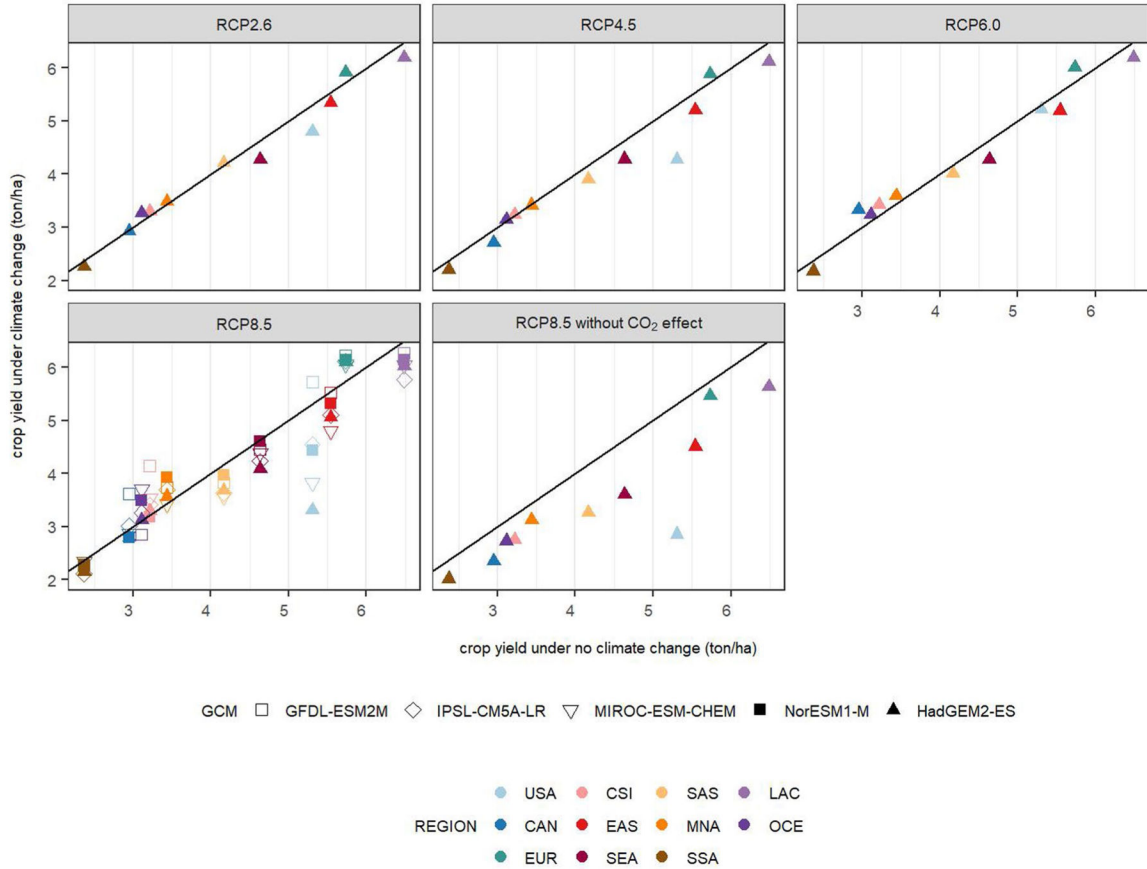 RCP2.6 RCP4.5 RCP6.0
6
5
4
3
2
3 4 5 6
RCP8.5 RCP8.5 without CO₂ effect
6
5
4
3
2
3 4 5 6 3 4 5 6
crop yield under climate change (ton/ha)
crop yield under no climate change (ton/ha)
GCM GFDL-ESM2M IPSL-CM5A-LR MIROC-ESM-CHEM NorESM1-M HadGEM2-ES
USA CSI SAS LAC
REGION CAN EAS MNA OCE
EUR SEA SSA